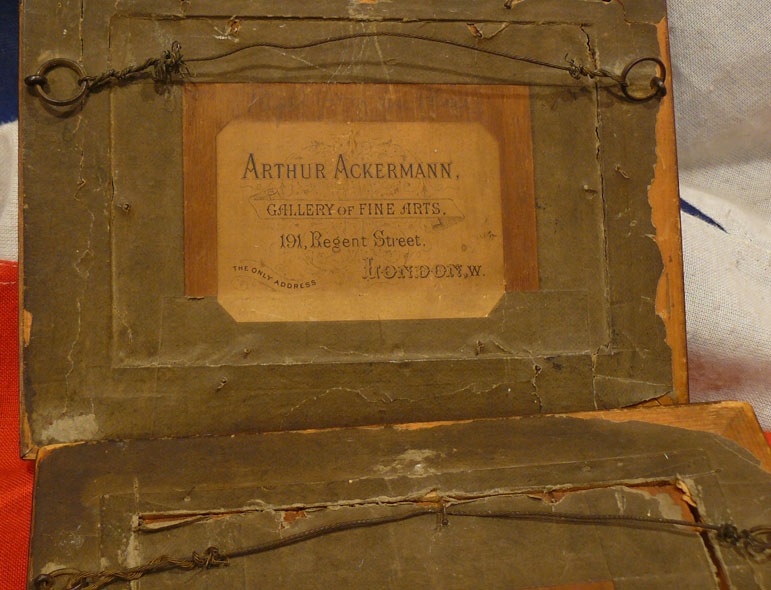 ARTHUR ACKERMANN,
GALLERY OF FINE ARTS,
191, Regent Street,
THE ONLY ADDRESS
LONDON, W.